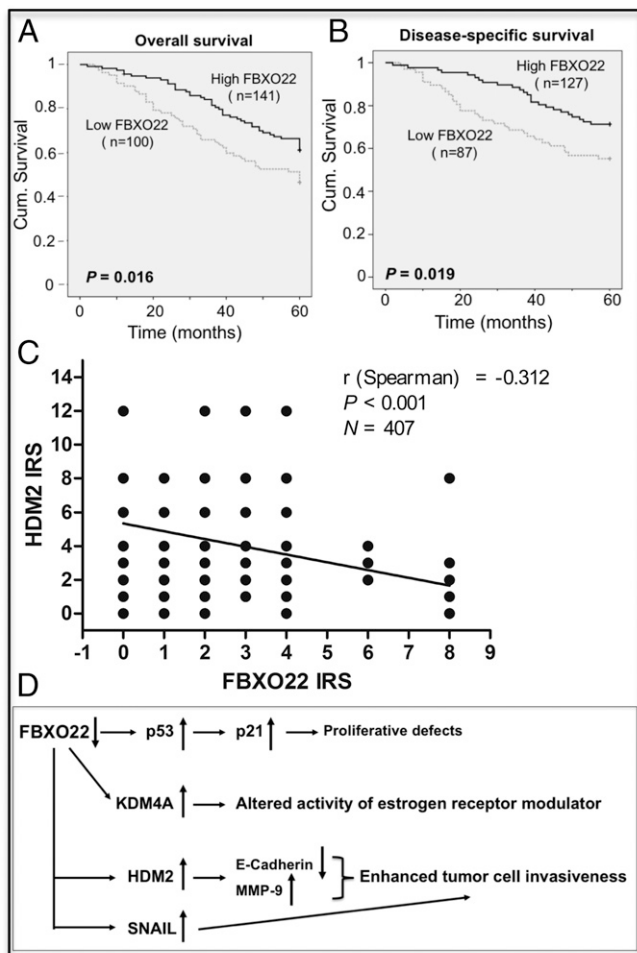 A
Overall survival
High FBXO22
( n=141)
Low FBXO22
( n=100)
P = 0.016
Cum. Survival
1
0.8
0.6
0.4
0.2
0
0 20 40 60
Time (months)
B
Disease-specific survival
High FBXO22
( n=127)
Low FBXO22
( n=87)
P = 0.019
Cum. Survival
1
0.8
0.6
0.4
0.2
0
0 20 40 60
Time (months)
C
r (Spearman) = -0.312
P < 0.001
N = 407
HDM2 IRS
14
12
10
8
6
4
2
0
-1 0 1 2 3 4 5 6 7 8 9
FBXO22 IRS
D
FBXO22 p53 p21 Proliferative defects
KDM4A Altered activity of estrogen receptor modulator
HDM2 E-Cadherin
MMP-9 Enhanced tumor cell invasiveness
SNAIL